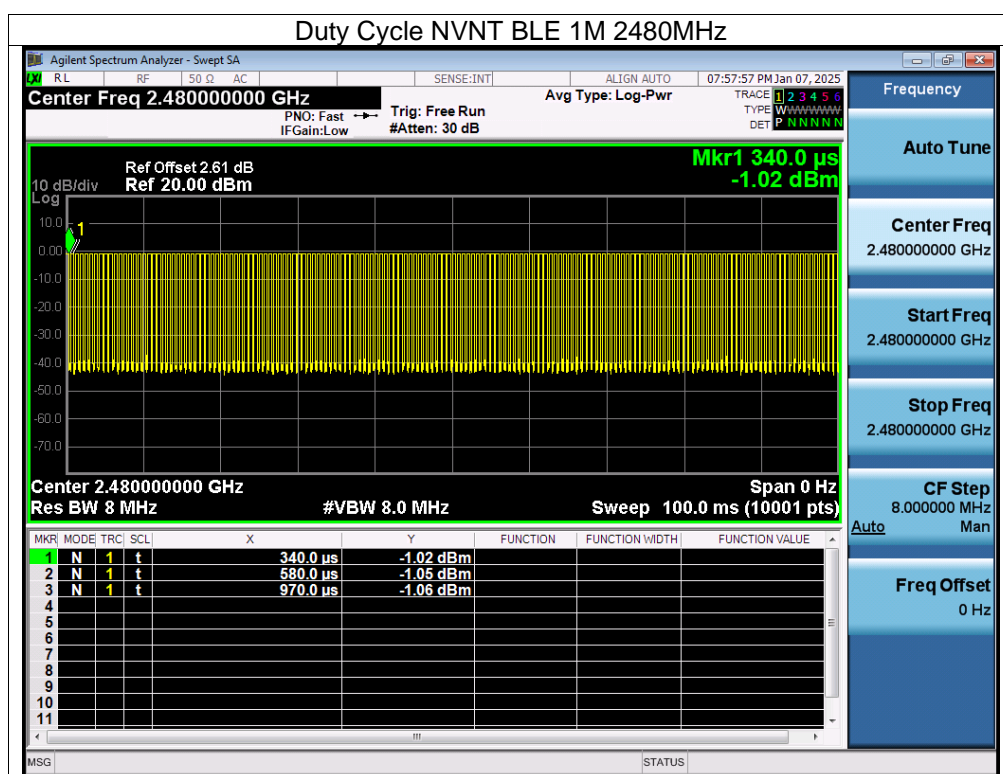 Duty Cycle NVNT BLE 1M 2480MHz
Agilent Spectrum Analyzer - Swept SA
LXI RL RF 50 Ω AC SENSE:INT ALIGN AUTO 07:57:57 PM Jan 07, 2025
Center Freq 2.480000000 GHz
PNO: Fast
IFGain:Low
Trig: Free Run
#Atten: 30 dB
Avg Type: Log-Pwr
TRACE 1 2 3 4 5 6
TYPE WWWWWWW
DET P N N N N N
Ref Offset 2.61 dB
Ref 20.00 dBm
10 dB/div
Log
Mkr1 340.0 µs
-1.02 dBm
10.0
1
0.00
-10.0
-20.0
-30.0
-40.0
-50.0
-60.0
-70.0
Center 2.480000000 GHz Span 0 Hz
Res BW 8 MHz #VBW 8.0 MHz Sweep 100.0 ms (10001 pts)
MKR MODE TRC SCL X Y FUNCTION FUNCTION WIDTH FUNCTION VALUE
1 N 1 t 340.0 µs -1.02 dBm
2 N 1 t 580.0 µs -1.05 dBm
3 N 1 t 970.0 µs -1.06 dBm
4
5
6
7
8
9
10
11
MSG STATUS
Frequency
Auto Tune
Center Freq
2.480000000 GHz
Start Freq
2.480000000 GHz
Stop Freq
2.480000000 GHz
CF Step
8.000000 MHz
Auto Man
Freq Offset
0 Hz